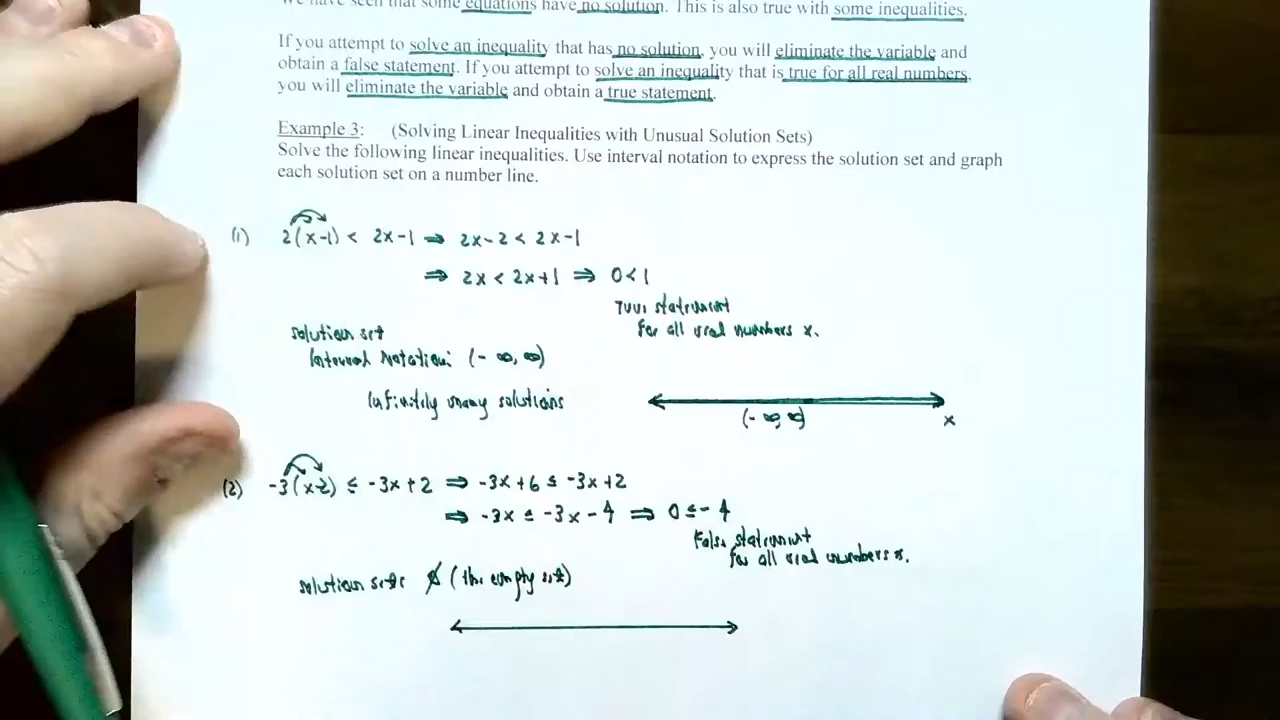 We have seen that some equations have no solution. This is also true with some inequalities.
If you attempt to solve an inequality that has no solution, you will eliminate the variable and
obtain a false statement. If you attempt to solve an inequality that is true for all real numbers,
you will eliminate the variable and obtain a true statement.
Example 3: (Solving Linear Inequalities with Unusual Solution Sets)
Solve the following linear inequalities. Use interval notation to express the solution set and graph
each solution set on a number line.
(1) 2(x-1) < 2x-1 ⇒ 2x-2 < 2x-1
⇒ 2x < 2x+1 ⇒ 0<1
True statement
for all real numbers x.
Solution set
Interval Notation: (-∞, ∞)
Infinitely many solutions
(-∞, ∞)
x
(2) -3(x-2) ≤ -3x+2 ⇒ -3x+6 ≤ -3x+2
⇒ -3x ≤ -3x-4 ⇒ 0≤-4
False statement
for all real numbers x.
Solution set: ∅ (the empty set)